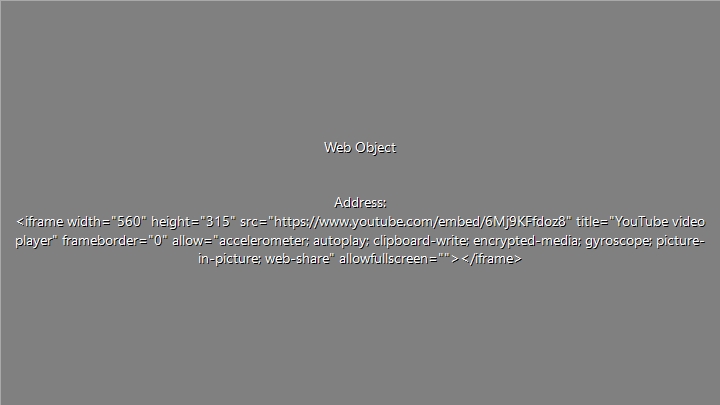 Web Object
Address:
<iframe width="560" height="315" src="https://www.youtube.com/embed/6Mj9KFfdoz8" title="YouTube video
player" frameborder="0" allow="accelerometer; autoplay; clipboard-write; encrypted-media; gyroscope; picture-
in-picture; web-share" allowfullscreen=""></iframe>